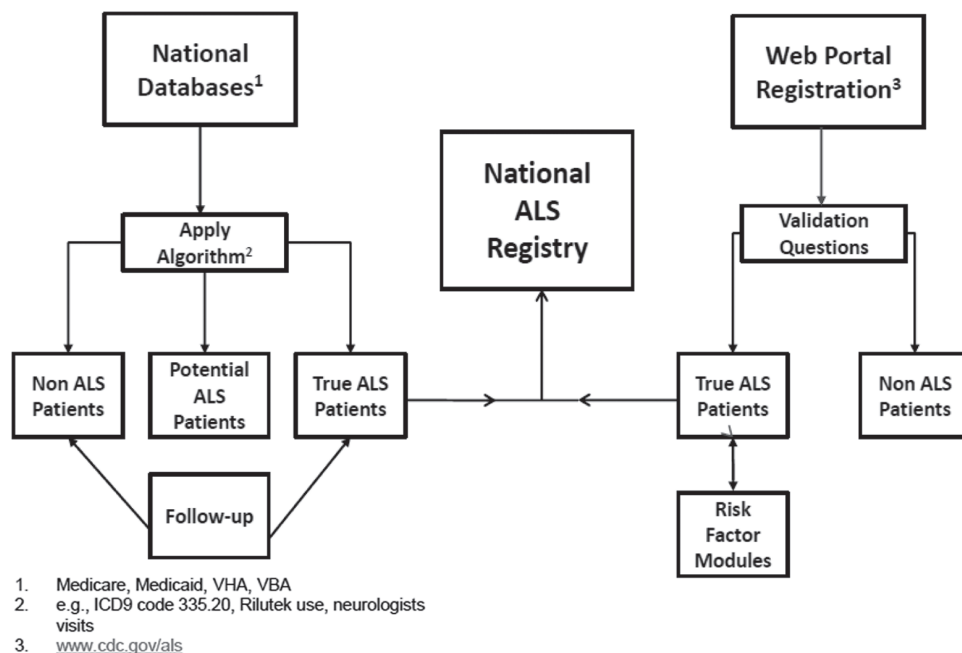 National
Databases1
Web Portal
Registration3
National
ALS
Registry
Apply
Algorithm2
Validation
Questions
Non ALS
Patients
Potential
ALS
Patients
True ALS
Patients
True ALS
Patients
Non ALS
Patients
Follow-up
Risk
Factor
Modules
1. Medicare, Medicaid, VHA, VBA
2. e.g., ICD9 code 335.20, Rilutek use, neurologists
visits
3. www.cdc.gov/als